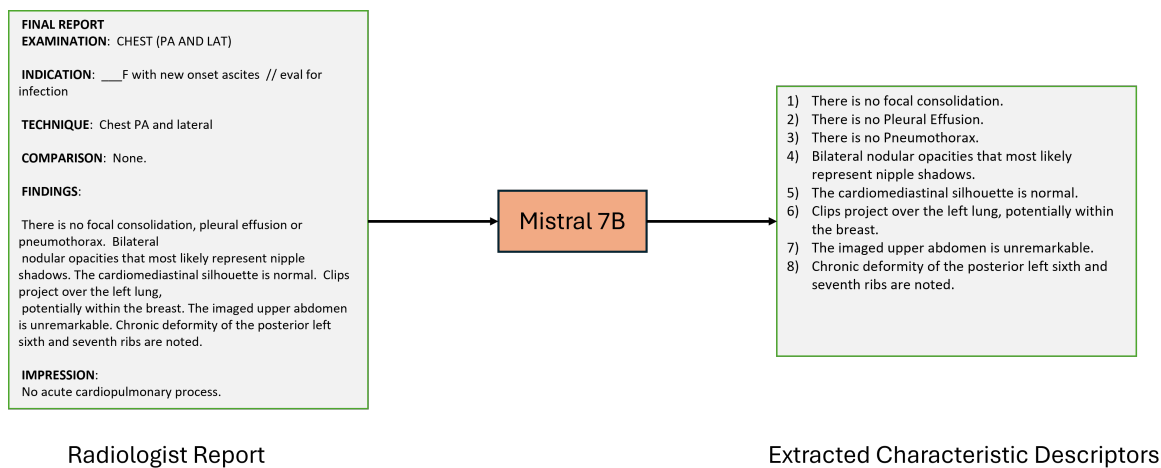 FINAL REPORT
EXAMINATION: CHEST (PA AND LAT)
INDICATION: ___F with new onset ascites // eval for
infection
TECHNIQUE: Chest PA and lateral
COMPARISON: None.
FINDINGS:
There is no focal consolidation, pleural effusion or
pneumothorax. Bilateral
nodular opacities that most likely represent nipple
shadows. The cardiomediastinal silhouette is normal. Clips
project over the left lung,
potentially within the breast. The imaged upper abdomen
is unremarkable. Chronic deformity of the posterior left
sixth and seventh ribs are noted.
IMPRESSION:
No acute cardiopulmonary process.
Radiologist Report
Mistral 7B
1) There is no focal consolidation.
2) There is no Pleural Effusion.
3) There is no Pneumothorax.
4) Bilateral nodular opacities that most likely
represent nipple shadows.
5) The cardiomediastinal silhouette is normal.
6) Clips project over the left lung, potentially within
the breast.
7) The imaged upper abdomen is unremarkable.
8) Chronic deformity of the posterior left sixth and
seventh ribs are noted.
Extracted Characteristic Descriptors